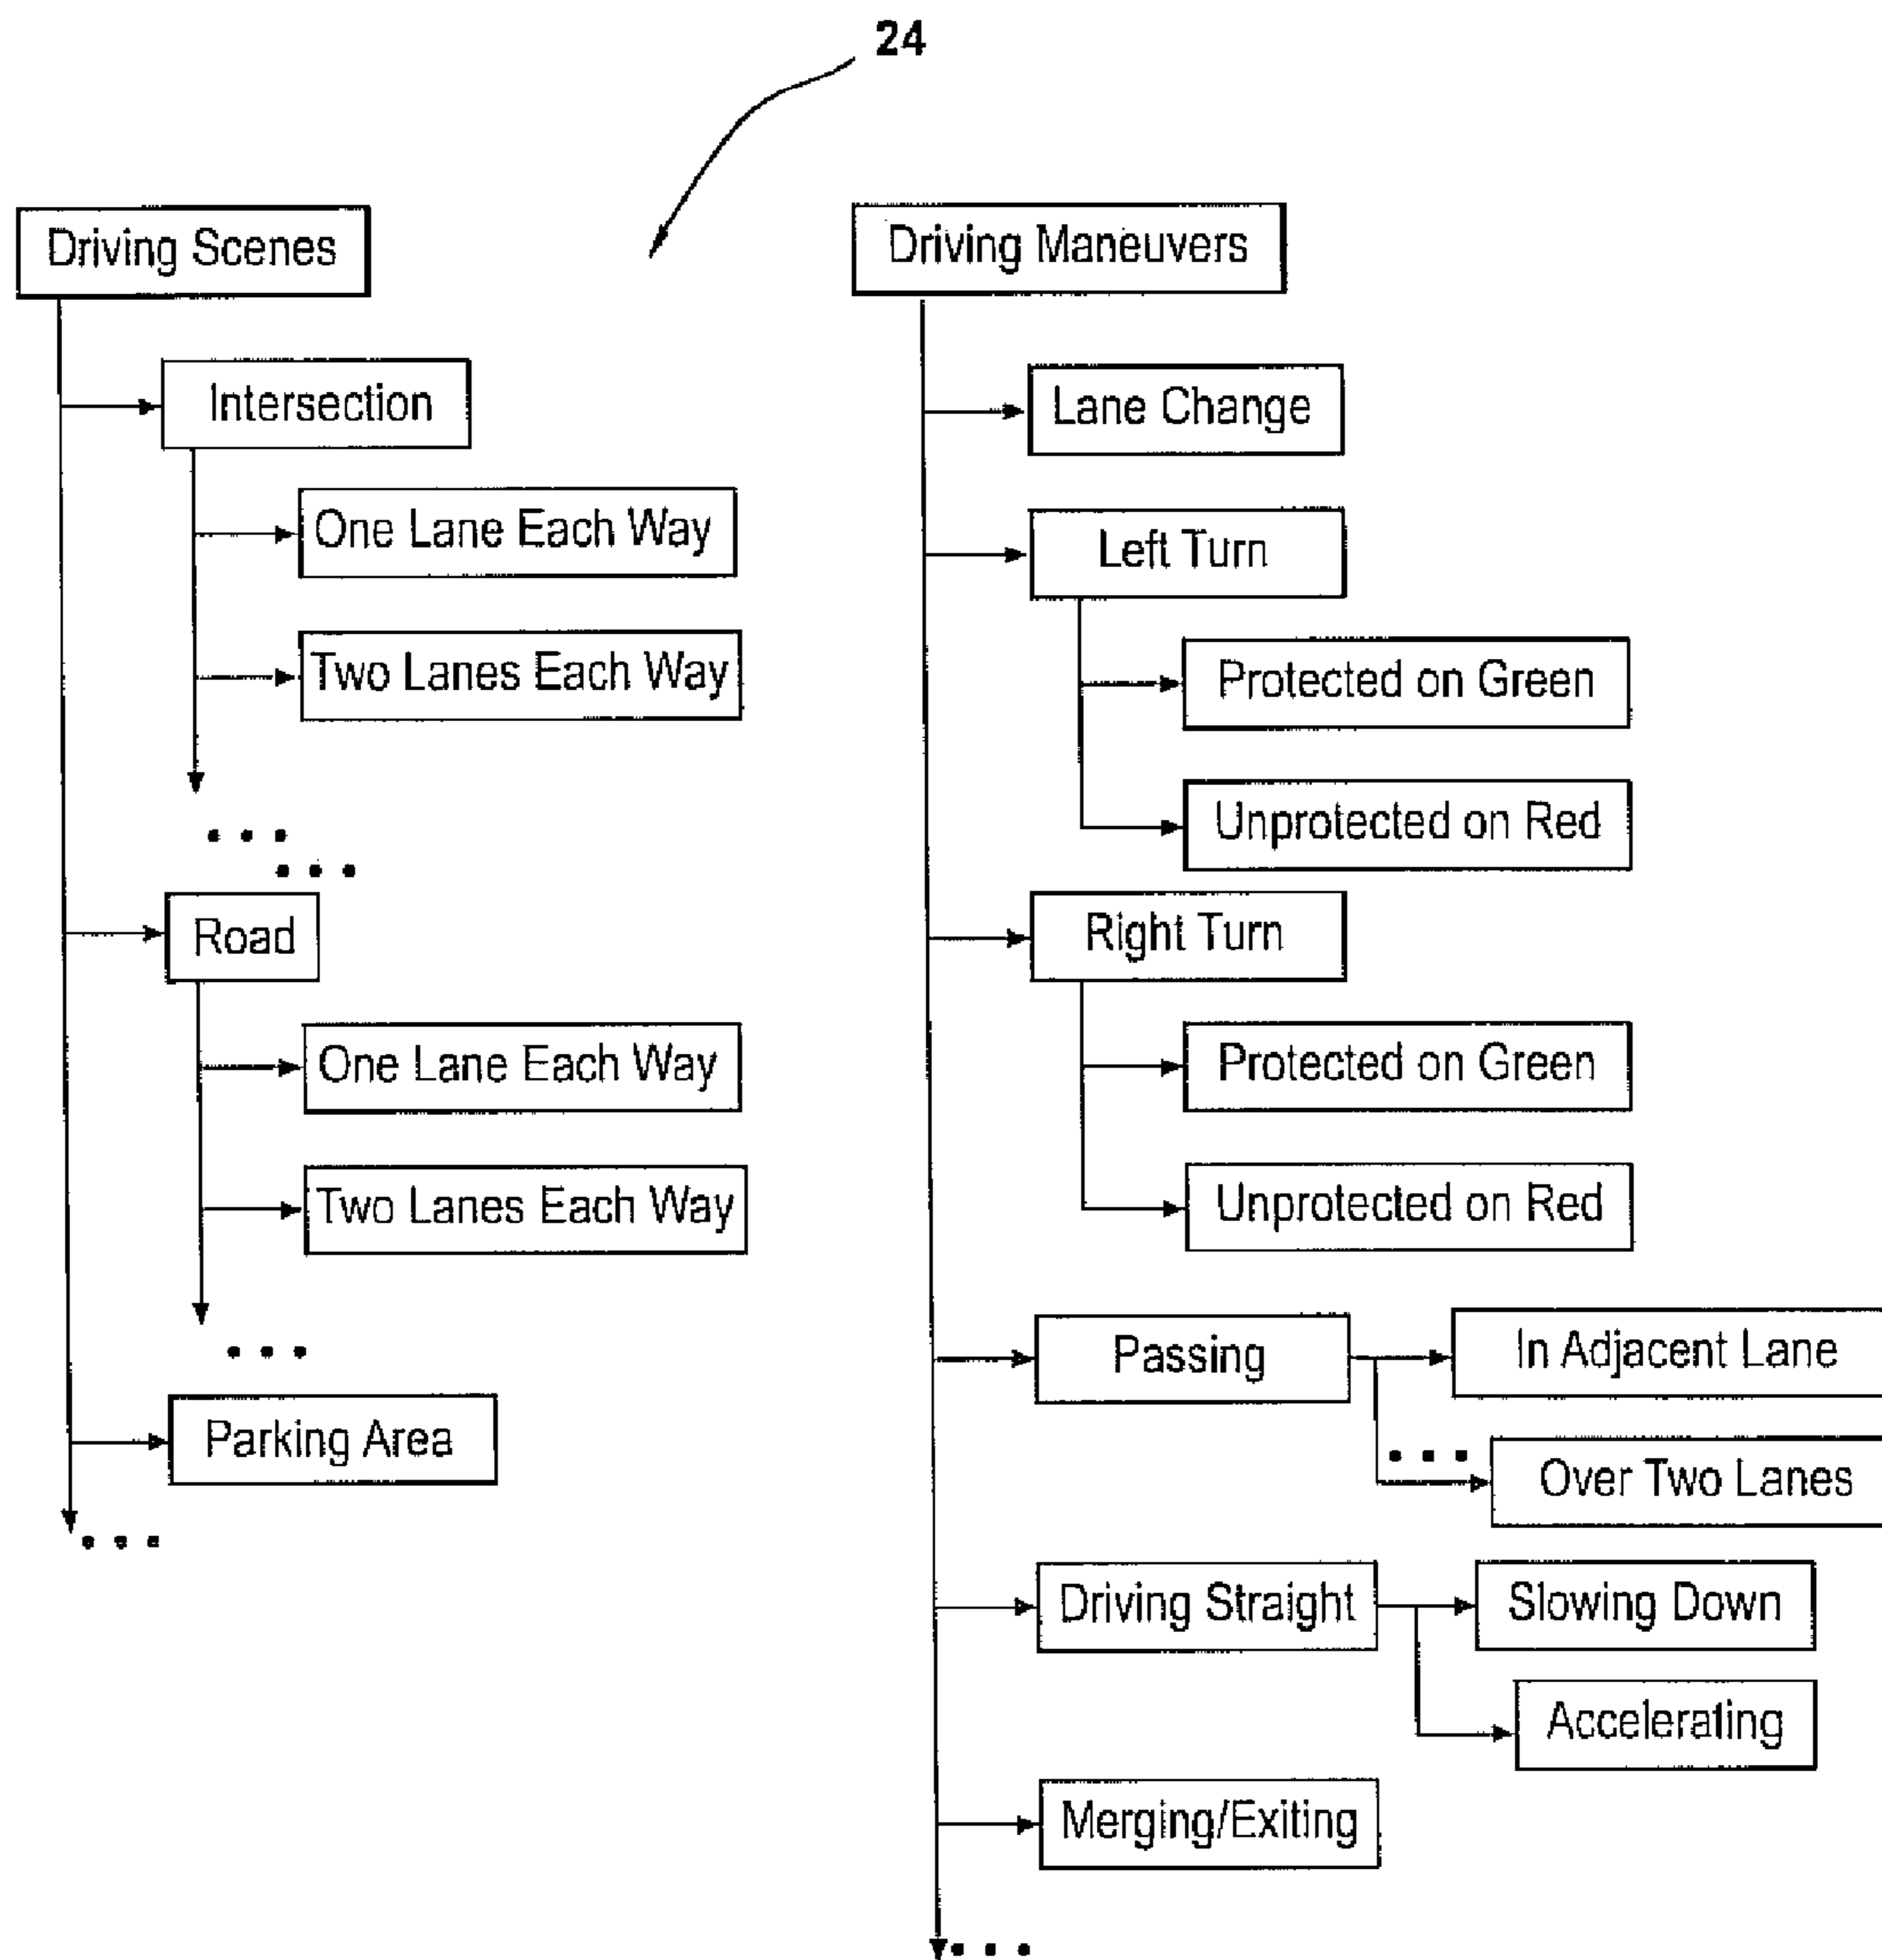 24
Driving Scenes
Intersection
One Lane Each Way
Two Lanes Each Way
. . .
. . .
Road
One Lane Each Way
Two Lanes Each Way
. . .
Parking Area
. . .
Driving Maneuvers
Lane Change
Left Turn
Protected on Green
Unprotected on Red
Right Turn
Protected on Green
Unprotected on Red
Passing
In Adjacent Lane
. . .
Over Two Lanes
Driving Straight
Slowing Down
Accelerating
Merging/Exiting
. . .